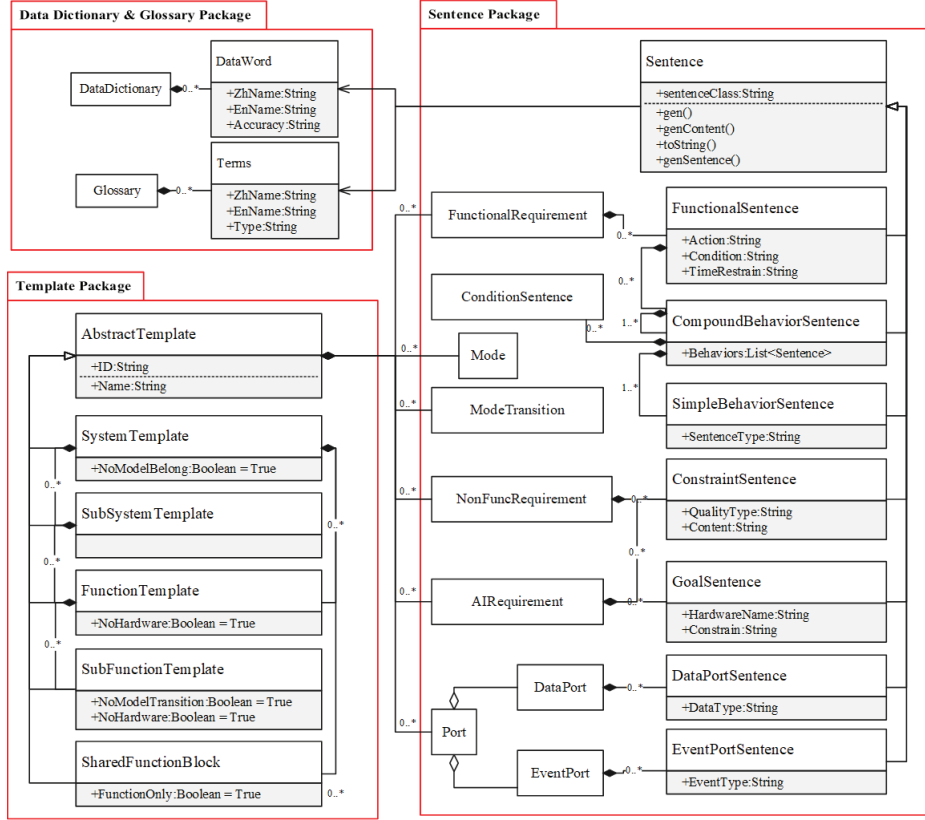 Data Dictionary & Glossary Package
DataDictionary
0..*
DataWord
+ZhName:String
+EnName:String
+Accuracy:String
Glossary
0..*
Terms
+ZhName:String
+EnName:String
+Type:String
Template Package
AbstractTemplate
+ID:String
+Name:String
SystemTemplate
+NoModelBelong:Boolean = True
0..*
SubSystemTemplate
0..*
0..*
FunctionTemplate
+NoHardware:Boolean = True
0..*
SubFunctionTemplate
+NoModelTransition:Boolean = True
+NoHardware:Boolean = True
SharedFunctionBlock
+FunctionOnly:Boolean = True
0..*
Sentence Package
Sentence
+sentenceClass:String
+gen()
+genContent()
+toString()
+genSentence()
0..*
FunctionalRequirement
0..*
FunctionalSentence
+Action:String
+Condition:String
+TimeRestrain:String
0..*
ConditionSentence
0..*
1..*
CompoundBehaviorSentence
+Behaviors:List<Sentence>
0..*
Mode
1..*
SimpleBehaviorSentence
+SentenceType:String
0..*
ModeTransition
0..*
NonFuncRequirement
0..*
ConstraintSentence
+QualityType:String
+Content:String
0..*
0..*
AIRequirement
0..*
GoalSentence
+HardwareName:String
+Constrain:String
0..*
Port
DataPort
0..*
DataPortSentence
+DataType:String
EventPort
0..*
EventPortSentence
+EventType:String